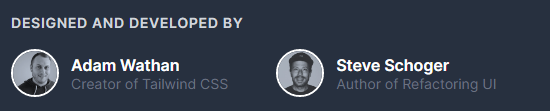 DESIGNED AND DEVELOPED BY
Adam Wathan
Creator of Tailwind CSS
Steve Schoger
Author of Refactoring UI